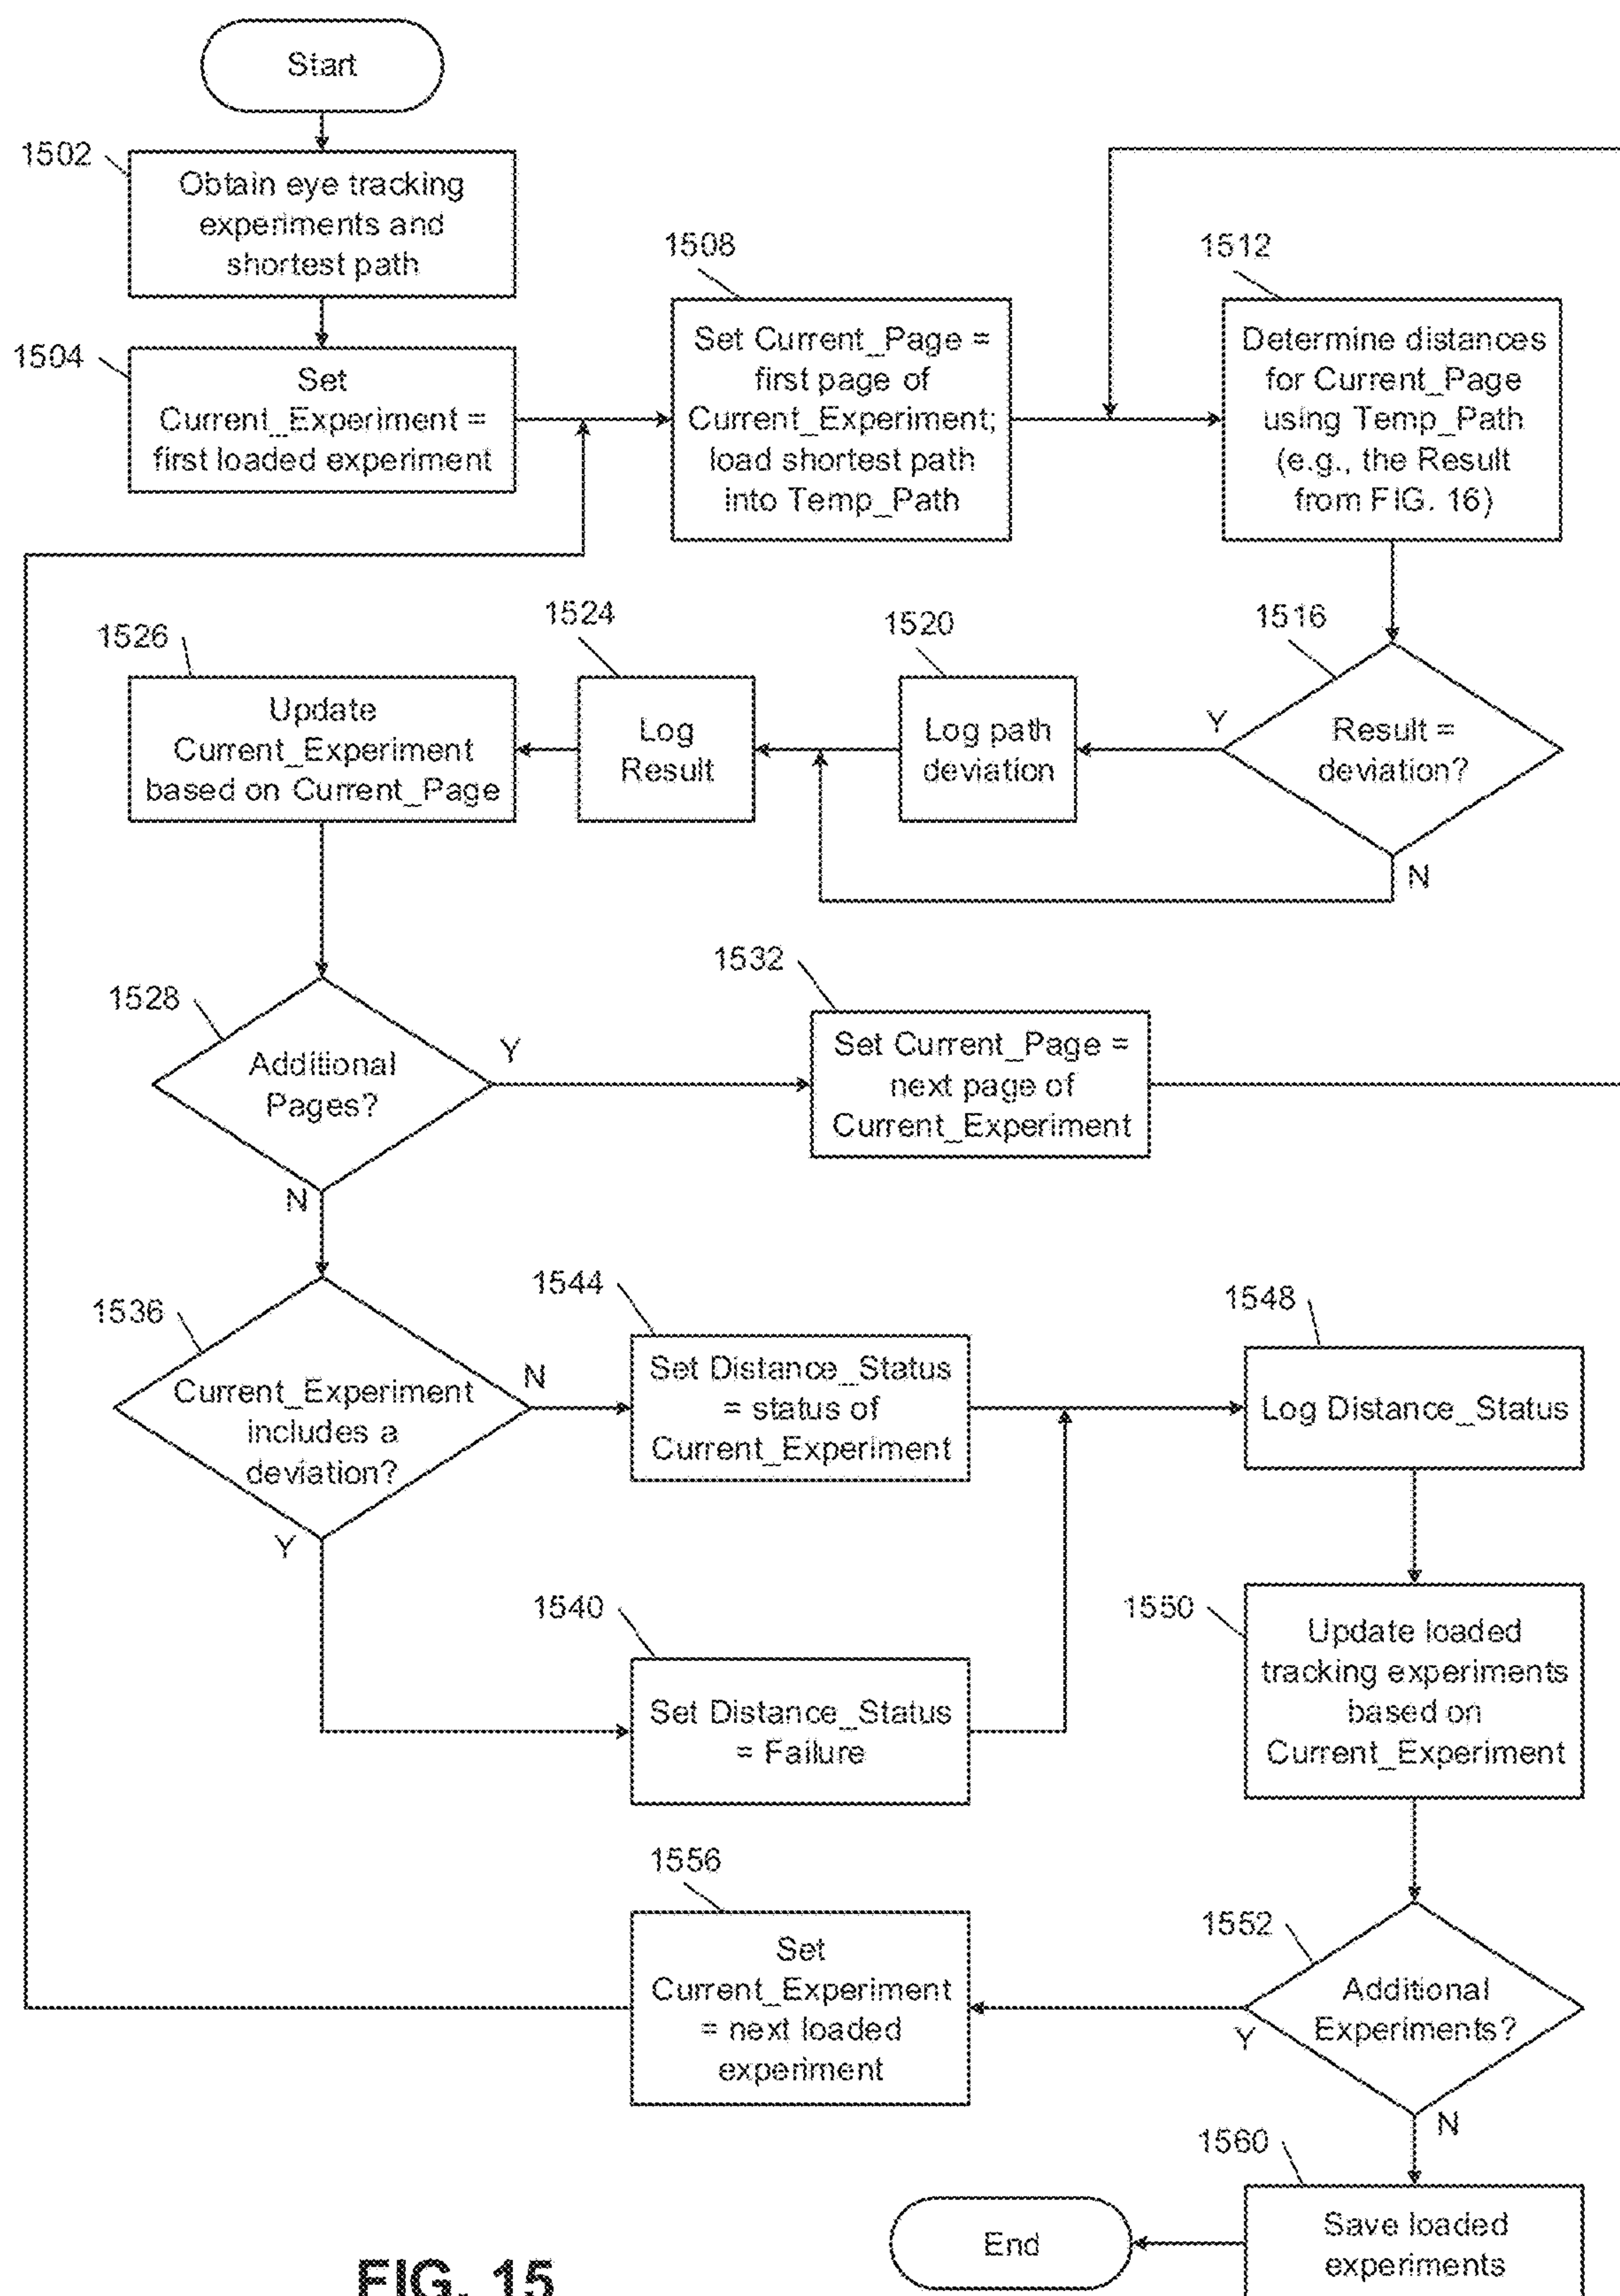 Start
1502
Obtain eye tracking
experiments and
shortest path
1504
Set
Current_Experiment =
first loaded experiment
1508
Set Current_Page =
first page of
Current_Experiment;
load shortest path
into Temp_Path
1512
Determine distances
for Current_Page
using Temp_Path
(e.g., the Result
from FIG. 16)
1516
Result =
deviation?
Y
N
1520
Log path
deviation
1524
Log
Result
1526
Update
Current_Experiment
based on Current_Page
1528
Additional
Pages?
Y
N
1532
Set Current_Page =
next page of
Current_Experiment
1536
Current_Experiment
includes a
deviation?
N
Y
1544
Set Distance_Status
= status of
Current_Experiment
1540
Set Distance_Status
= Failure
1548
Log Distance_Status
1550
Update loaded
tracking experiments
based on
Current_Experiment
1552
Additional
Experiments?
Y
N
1556
Set
Current_Experiment
= next loaded
experiment
1560
Save loaded
experiments
End
FIG. 15